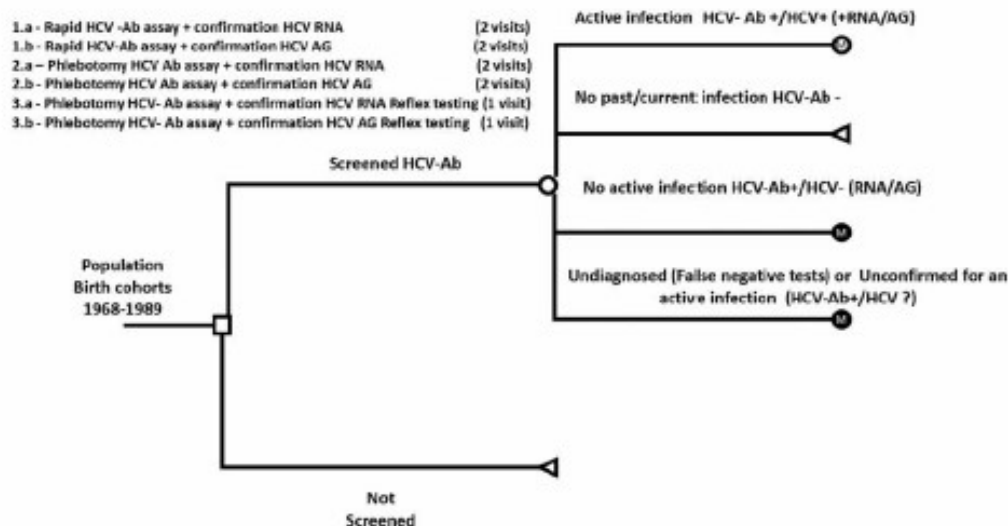 1.a - Rapid HCV -Ab assay + confirmation HCV RNA (2 visits)
1.b - Rapid HCV-Ab assay + confirmation HCV AG (2 visits)
2.a – Phlebotomy HCV Ab assay + confirmation HCV RNA (2 visits)
2.b - Phlebotomy HCV Ab assay + confirmation HCV AG (2 visits)
3.a - Phlebotomy HCV- Ab assay + confirmation HCV RNA Reflex testing (1 visit)
3.b - Phlebotomy HCV- Ab assay + confirmation HCV AG Reflex testing (1 visit)
Active infection HCV- Ab +/HCV+ (+RNA/AG)
M
No past/current: infection HCV-Ab -
Screened HCV-Ab
No active infection HCV-Ab+/HCV- (RNA/AG)
M
Undiagnosed (False negative tests) or Unconfirmed for an
active infection (HCV-Ab+/HCV ?)
M
Population
Birth cohorts
1968-1989
Not
Screened